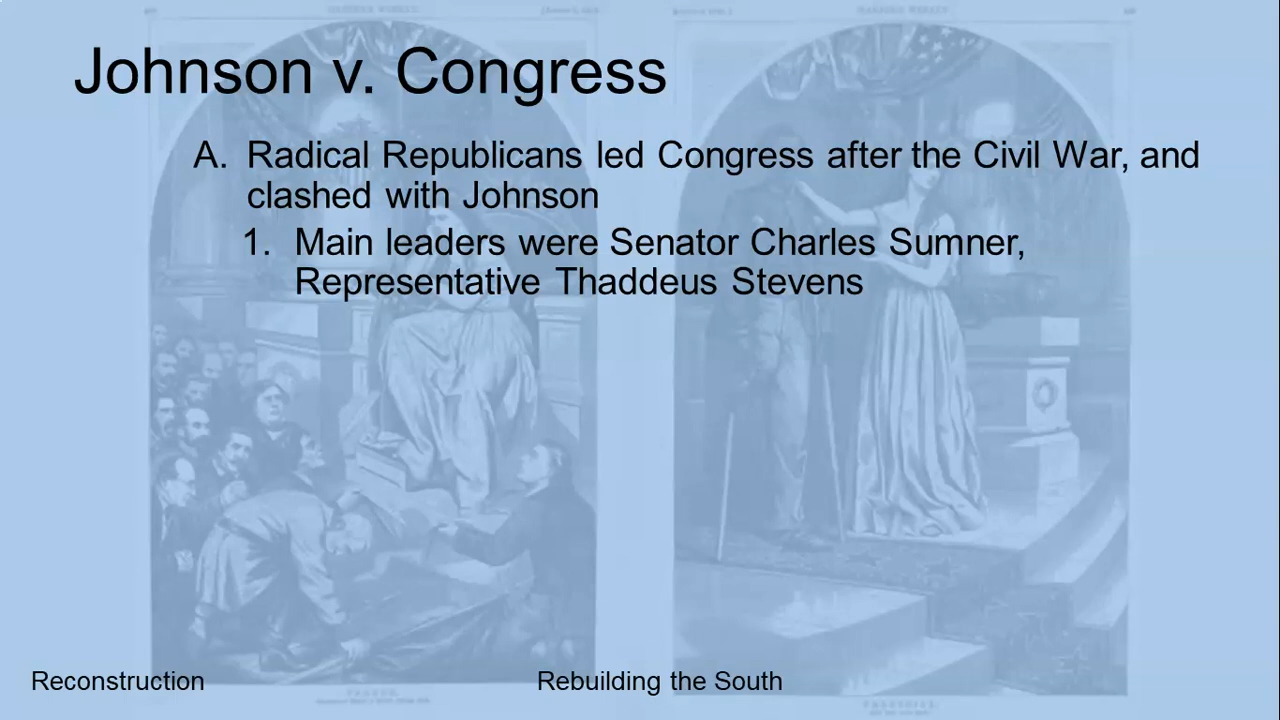 Johnson v. Congress
A. Radical Republicans led Congress after the Civil War, and
clashed with Johnson
1. Main leaders were Senator Charles Sumner,
Representative Thaddeus Stevens
Reconstruction
Rebuilding the South